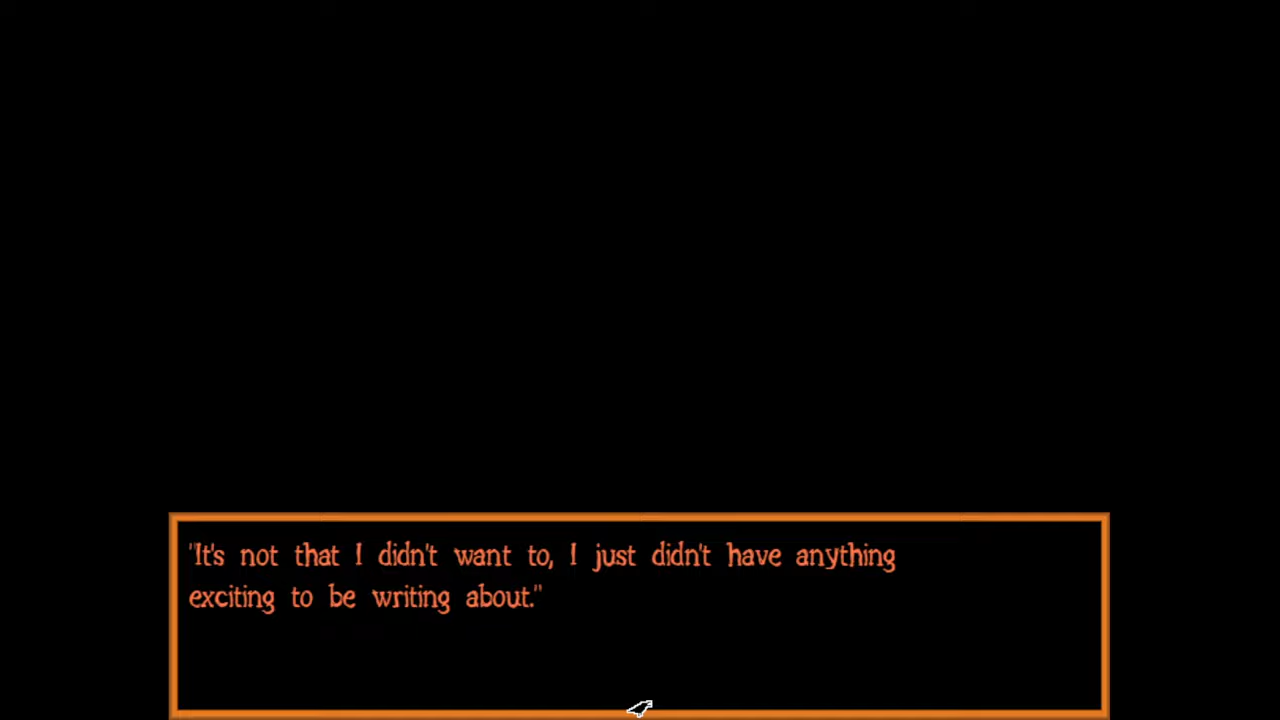 "It's not that I didn't want to, I just didn't have anything
exciting to be writing about."